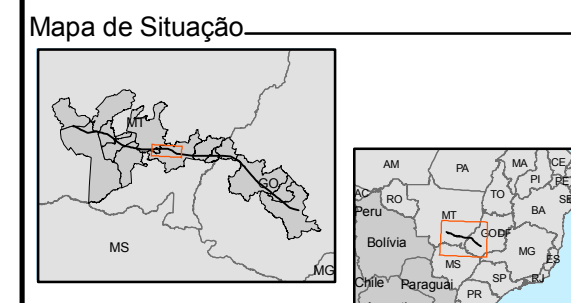 Mapa de Situação
MT
GO
MS
MG
AM
PA
MA
CE
PI
PE
AC
RO
TO
SE
Peru
MT
BA
GO
DF
Bolívia
MG
MS
ES
Chile
Paraguai
SP
RJ
PR